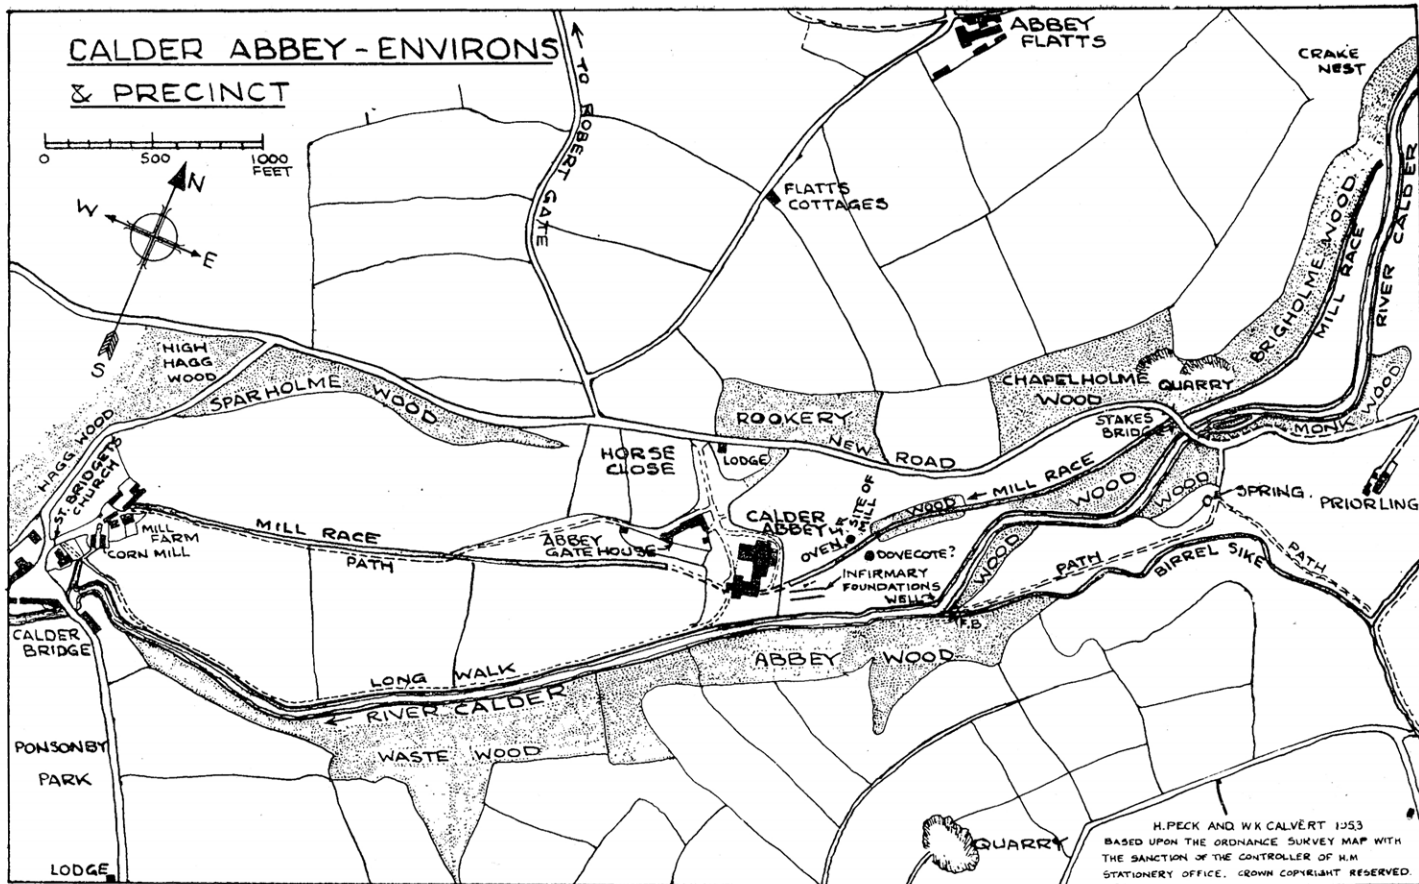 CALDER ABBEY - ENVIRONS
& PRECINCT
0 500 1000
FEET
N
W
E
S
TO ROBERT GATE
ABBEY
FLATTS
CRAKE
NEST
FLATTS
COTTAGES
BRIGHOLME WOOD
MILL RACE
RIVER CALDER
HIGH
HAGG
WOOD
SPARHOLME WOOD
HAGG WOOD
ST. BRIDGET'S
CHURCH
ROOKERY
CHAPELHOLME
WOOD
QUARRY
STAKES
BRIDGE
MONK WOOD
NEW ROAD
HORSE
CLOSE
LODGE
MILL RACE
WOOD
WOOD
WOOD
WOOD
SPRING
PRIORLING
CALDER
ABBEY
OVEN
SITE OF
MILL
DOVECOTE?
INFIRMARY
FOUNDATIONS
WELL
ABBEY
GATE HOUSE
MILL RACE
PATH
MILL
FARM
CORN MILL
PATH
BIRREL SIKE
PATH
F.B.
CALDER
BRIDGE
LONG WALK
RIVER CALDER
ABBEY WOOD
WASTE WOOD
PONSONBY
PARK
LODGE
QUARRY
H. PECK AND W K CALVERT 1953
BASED UPON THE ORDNANCE SURVEY MAP WITH
THE SANCTION OF THE CONTROLLER OF H.M
STATIONERY OFFICE. CROWN COPYRIGHT RESERVED.